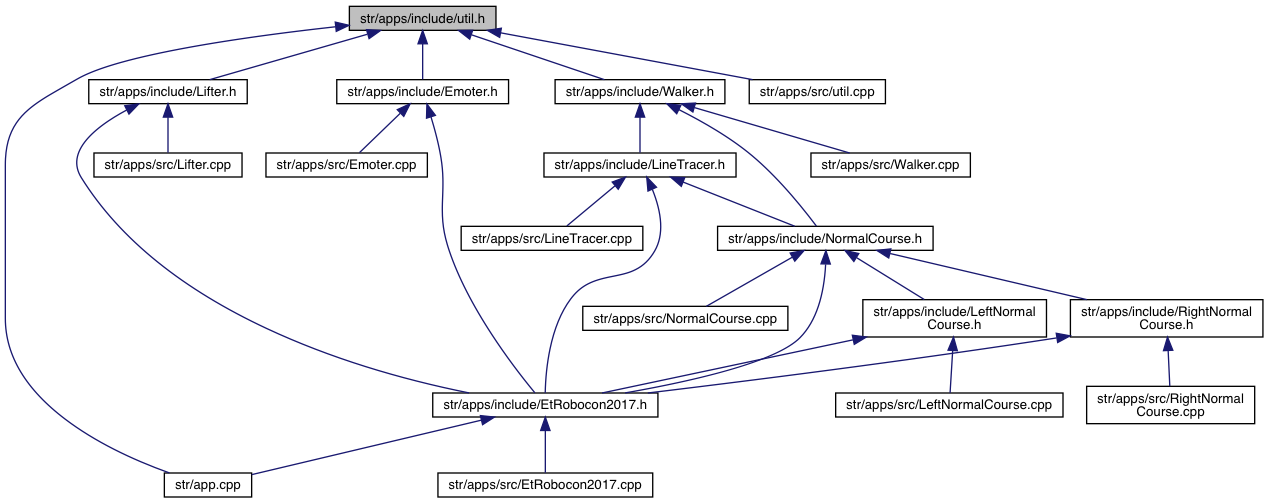 str/apps/include/util.h
str/apps/include/Lifter.h
str/apps/include/Emoter.h
str/apps/include/Walker.h
str/apps/src/util.cpp
str/apps/src/Lifter.cpp
str/apps/src/Emoter.cpp
str/apps/include/LineTracer.h
str/apps/src/Walker.cpp
str/apps/src/LineTracer.cpp
str/apps/include/NormalCourse.h
str/apps/src/NormalCourse.cpp
str/apps/include/LeftNormal
Course.h
str/apps/include/RightNormal
Course.h
str/apps/include/EtRobocon2017.h
str/apps/src/LeftNormalCourse.cpp
str/apps/src/RightNormal
Course.cpp
str/app.cpp
str/apps/src/EtRobocon2017.cpp